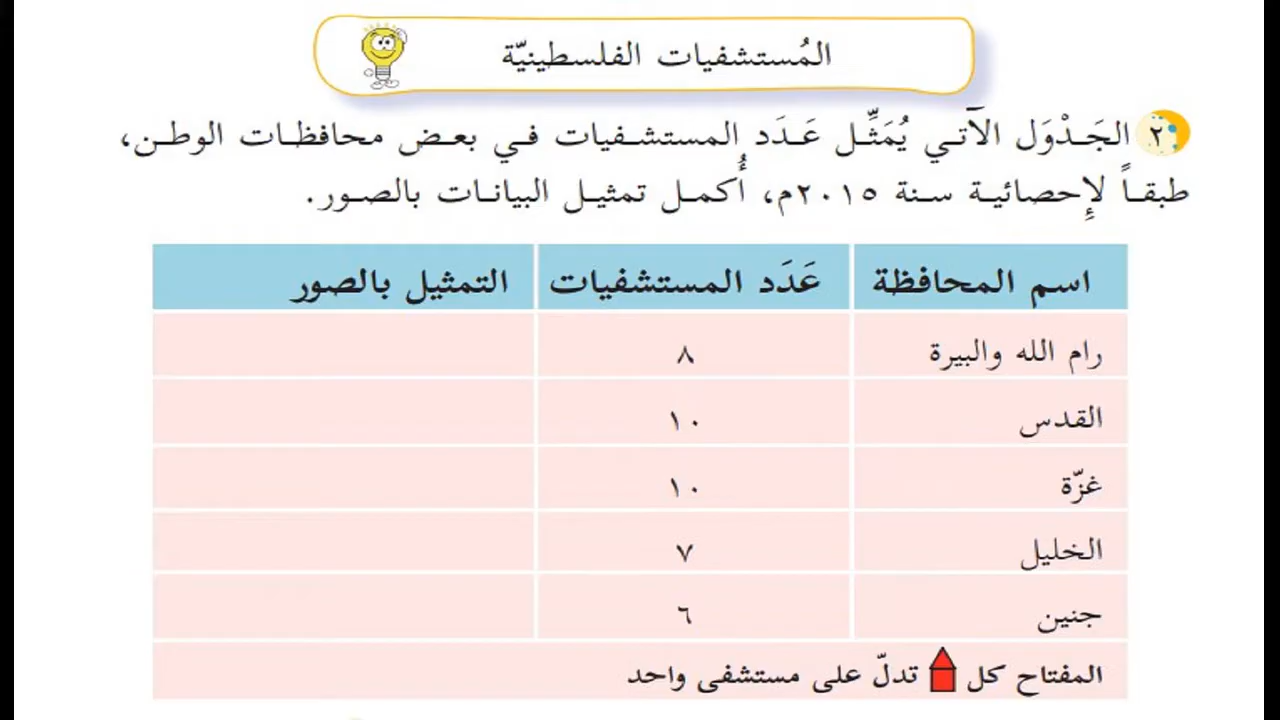 المُستشفيات الفلسطينيّة
٢ الجَدْوَل الآتي يُمَثِّل عَدَد المستشفيات في بعض محافظات الوطن،
طبقاً لإِحصائية سنة ٢٠١٥م، أُكمل تمثيل البيانات بالصور.
اسم المحافظة عَدَد المستشفيات التمثيل بالصور
رام الله والبيرة ٨
القدس ١٠
غزّة ١٠
الخليل ٧
جنين ٦
المفتاح كل تدلّ على مستشفى واحد